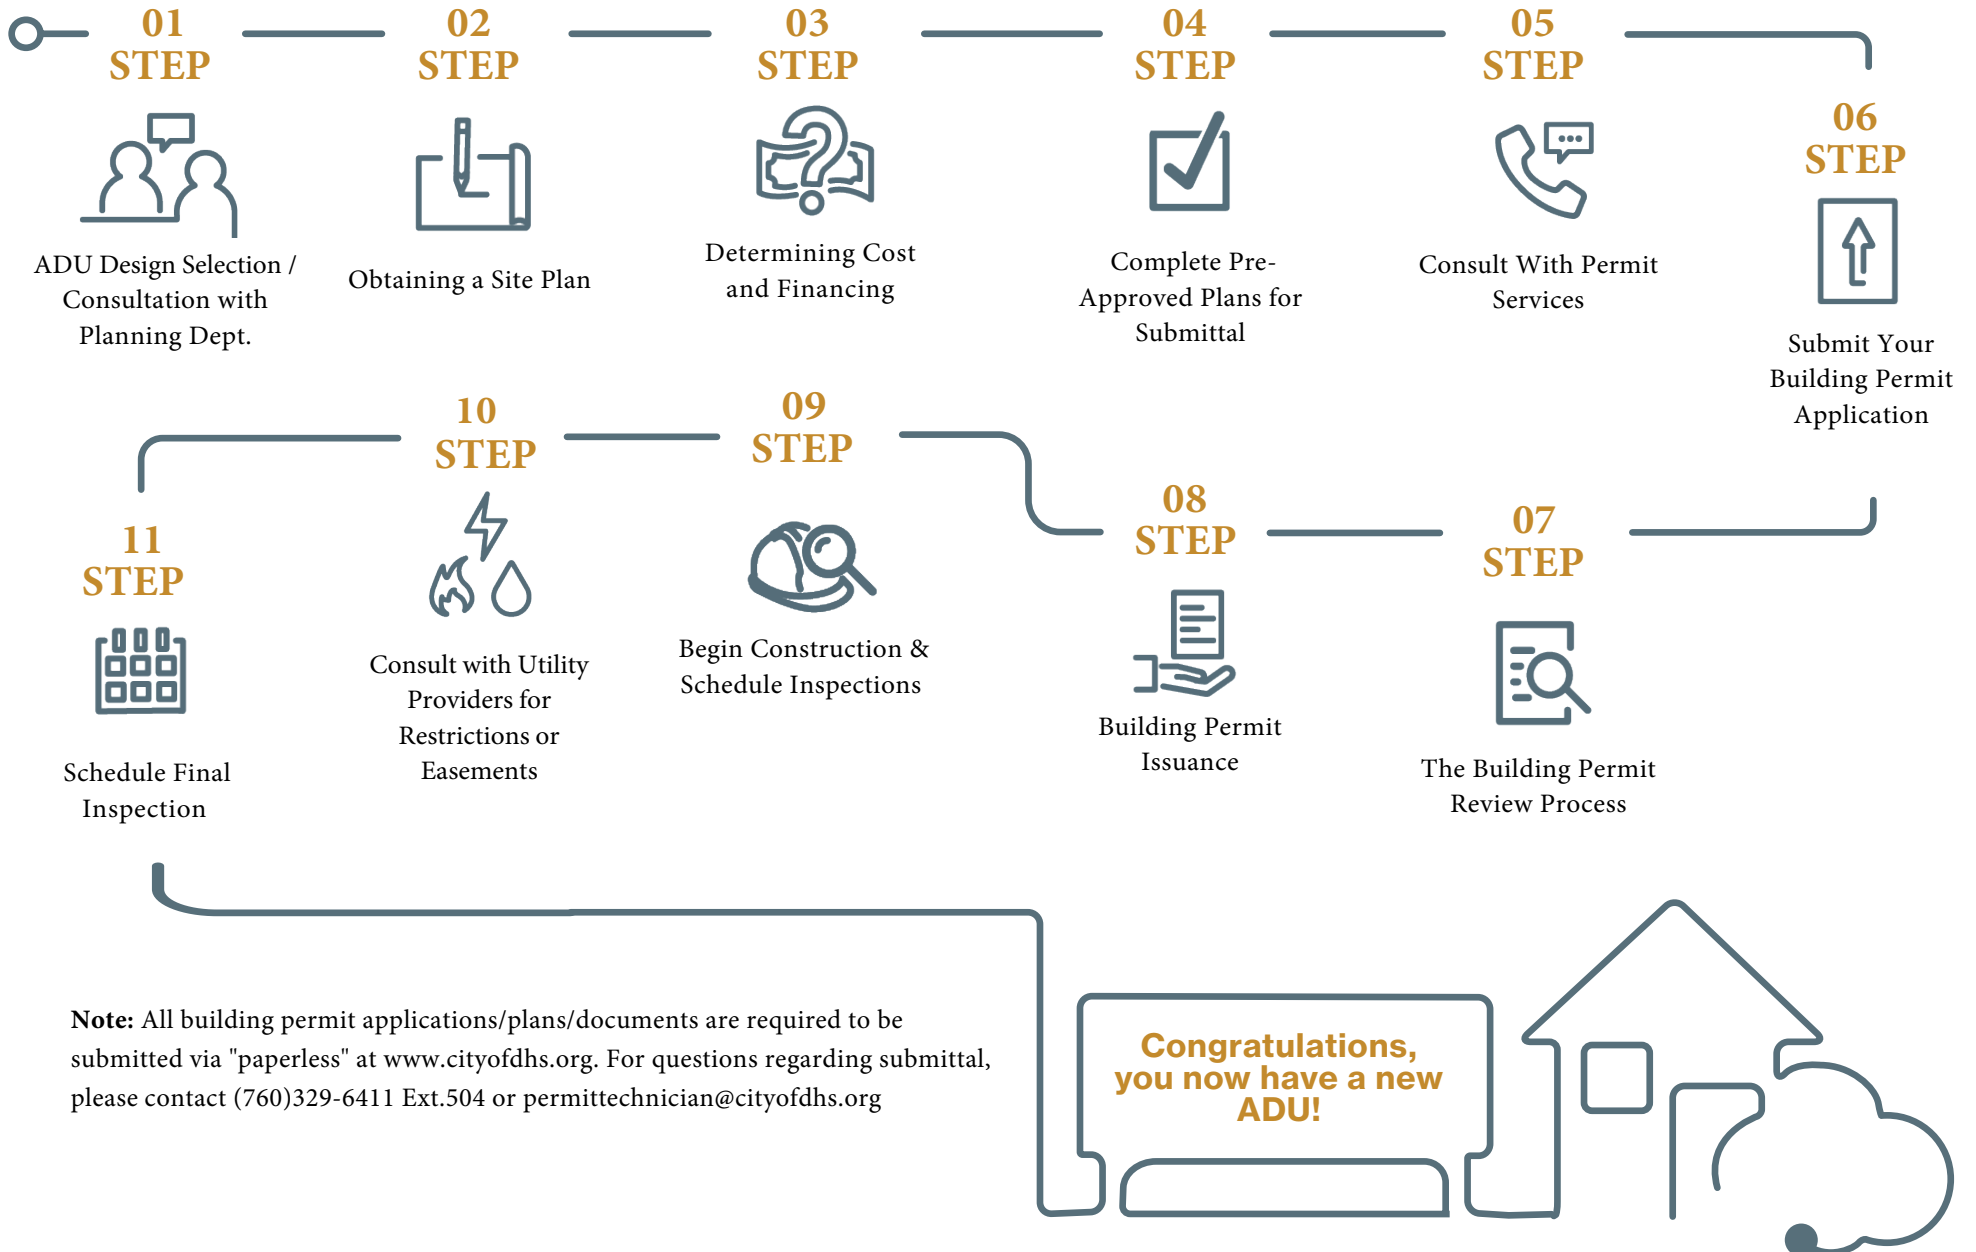 01
STEP
ADU Design Selection /
Consultation with
Planning Dept.
02
STEP
Obtaining a Site Plan
03
STEP
Determining Cost
and Financing
04
STEP
Complete Pre-
Approved Plans for
Submittal
05
STEP
Consult With Permit
Services
06
STEP
Submit Your
Building Permit
Application
07
STEP
The Building Permit
Review Process
08
STEP
Building Permit
Issuance
09
STEP
Begin Construction &
Schedule Inspections
10
STEP
Consult with Utility
Providers for
Restrictions or
Easements
11
STEP
Schedule Final
Inspection
Note: All building permit applications/plans/documents are required to be
submitted via "paperless" at www.cityofdhs.org. For questions regarding submittal,
please contact (760)329-6411 Ext.504 or permittechnician@cityofdhs.org
Congratulations,
you now have a new
ADU!